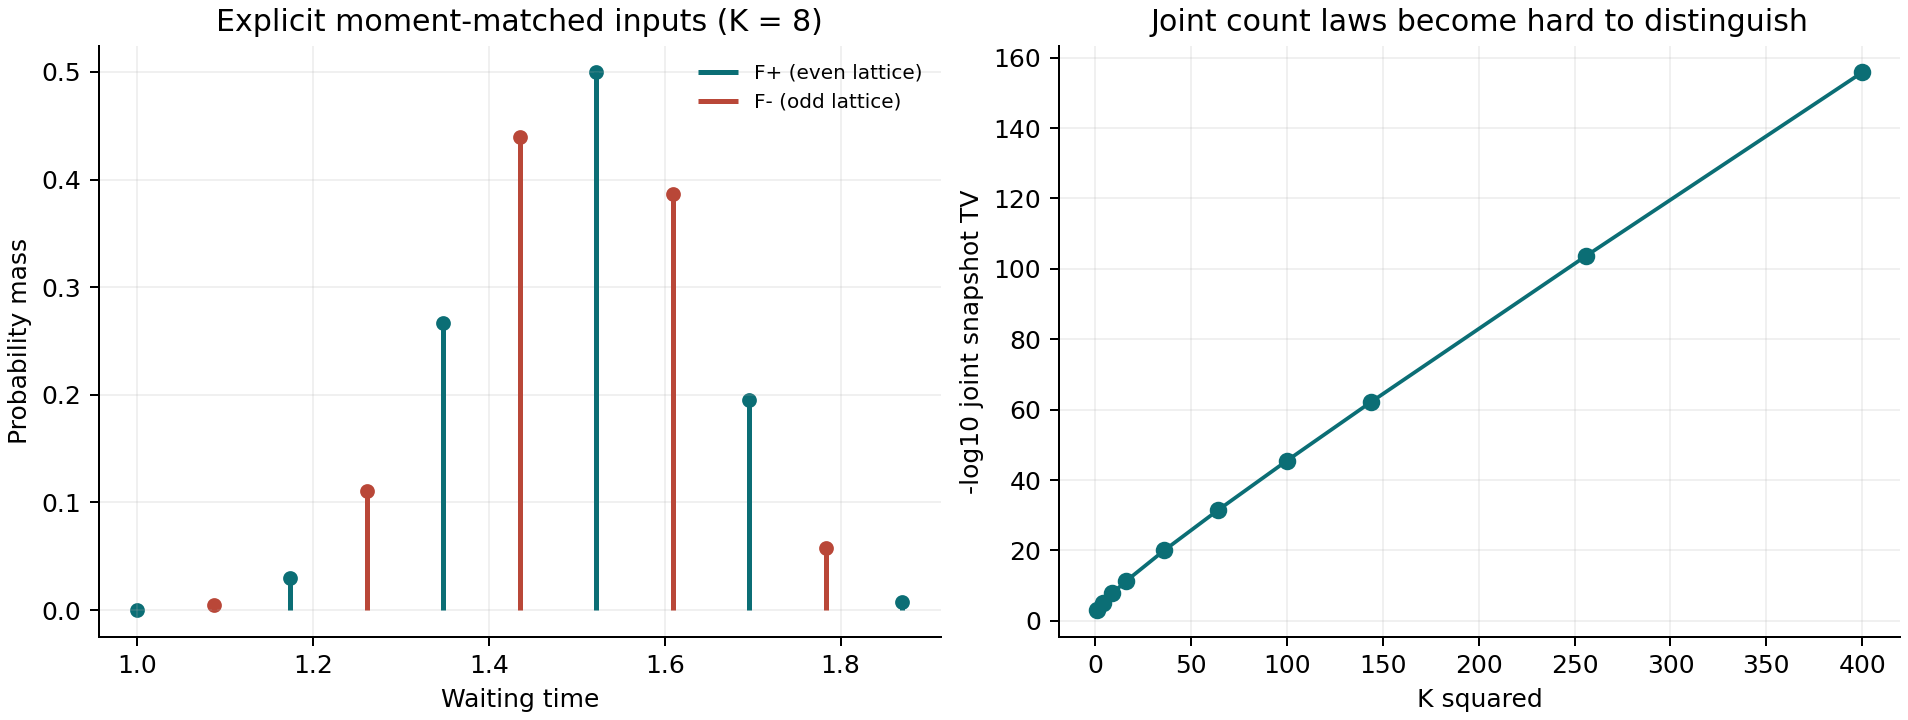 Explicit moment-matched inputs (K = 8)
F+ (even lattice)
F- (odd lattice)
Probability mass
0.5
0.4
0.3
0.2
0.1
0.0
1.0 1.2 1.4 1.6 1.8
Waiting time
Joint count laws become hard to distinguish
-log10 joint snapshot TV
160
140
120
100
80
60
40
20
0
0 50 100 150 200 250 300 350 400
K squared